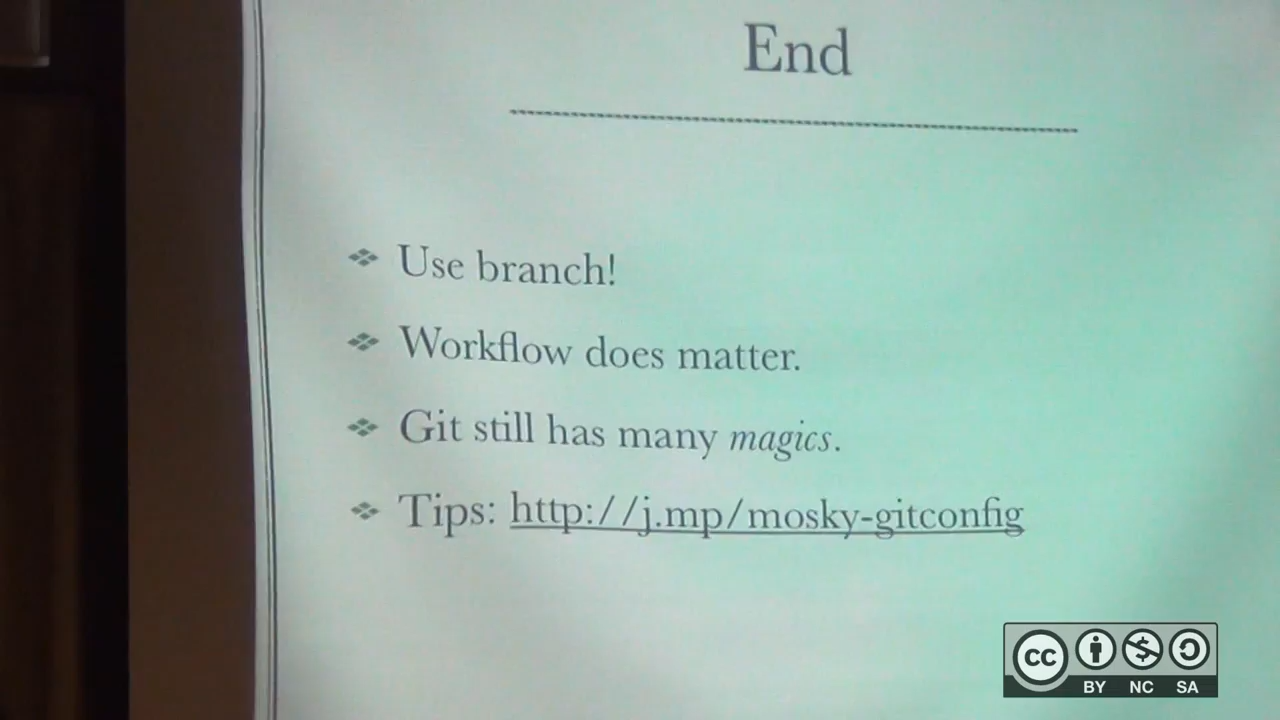 End
Use branch!
Workflow does matter.
Git still has many magics.
Tips: http://j.mp/mosky-gitconfig
CC
BY NC SA